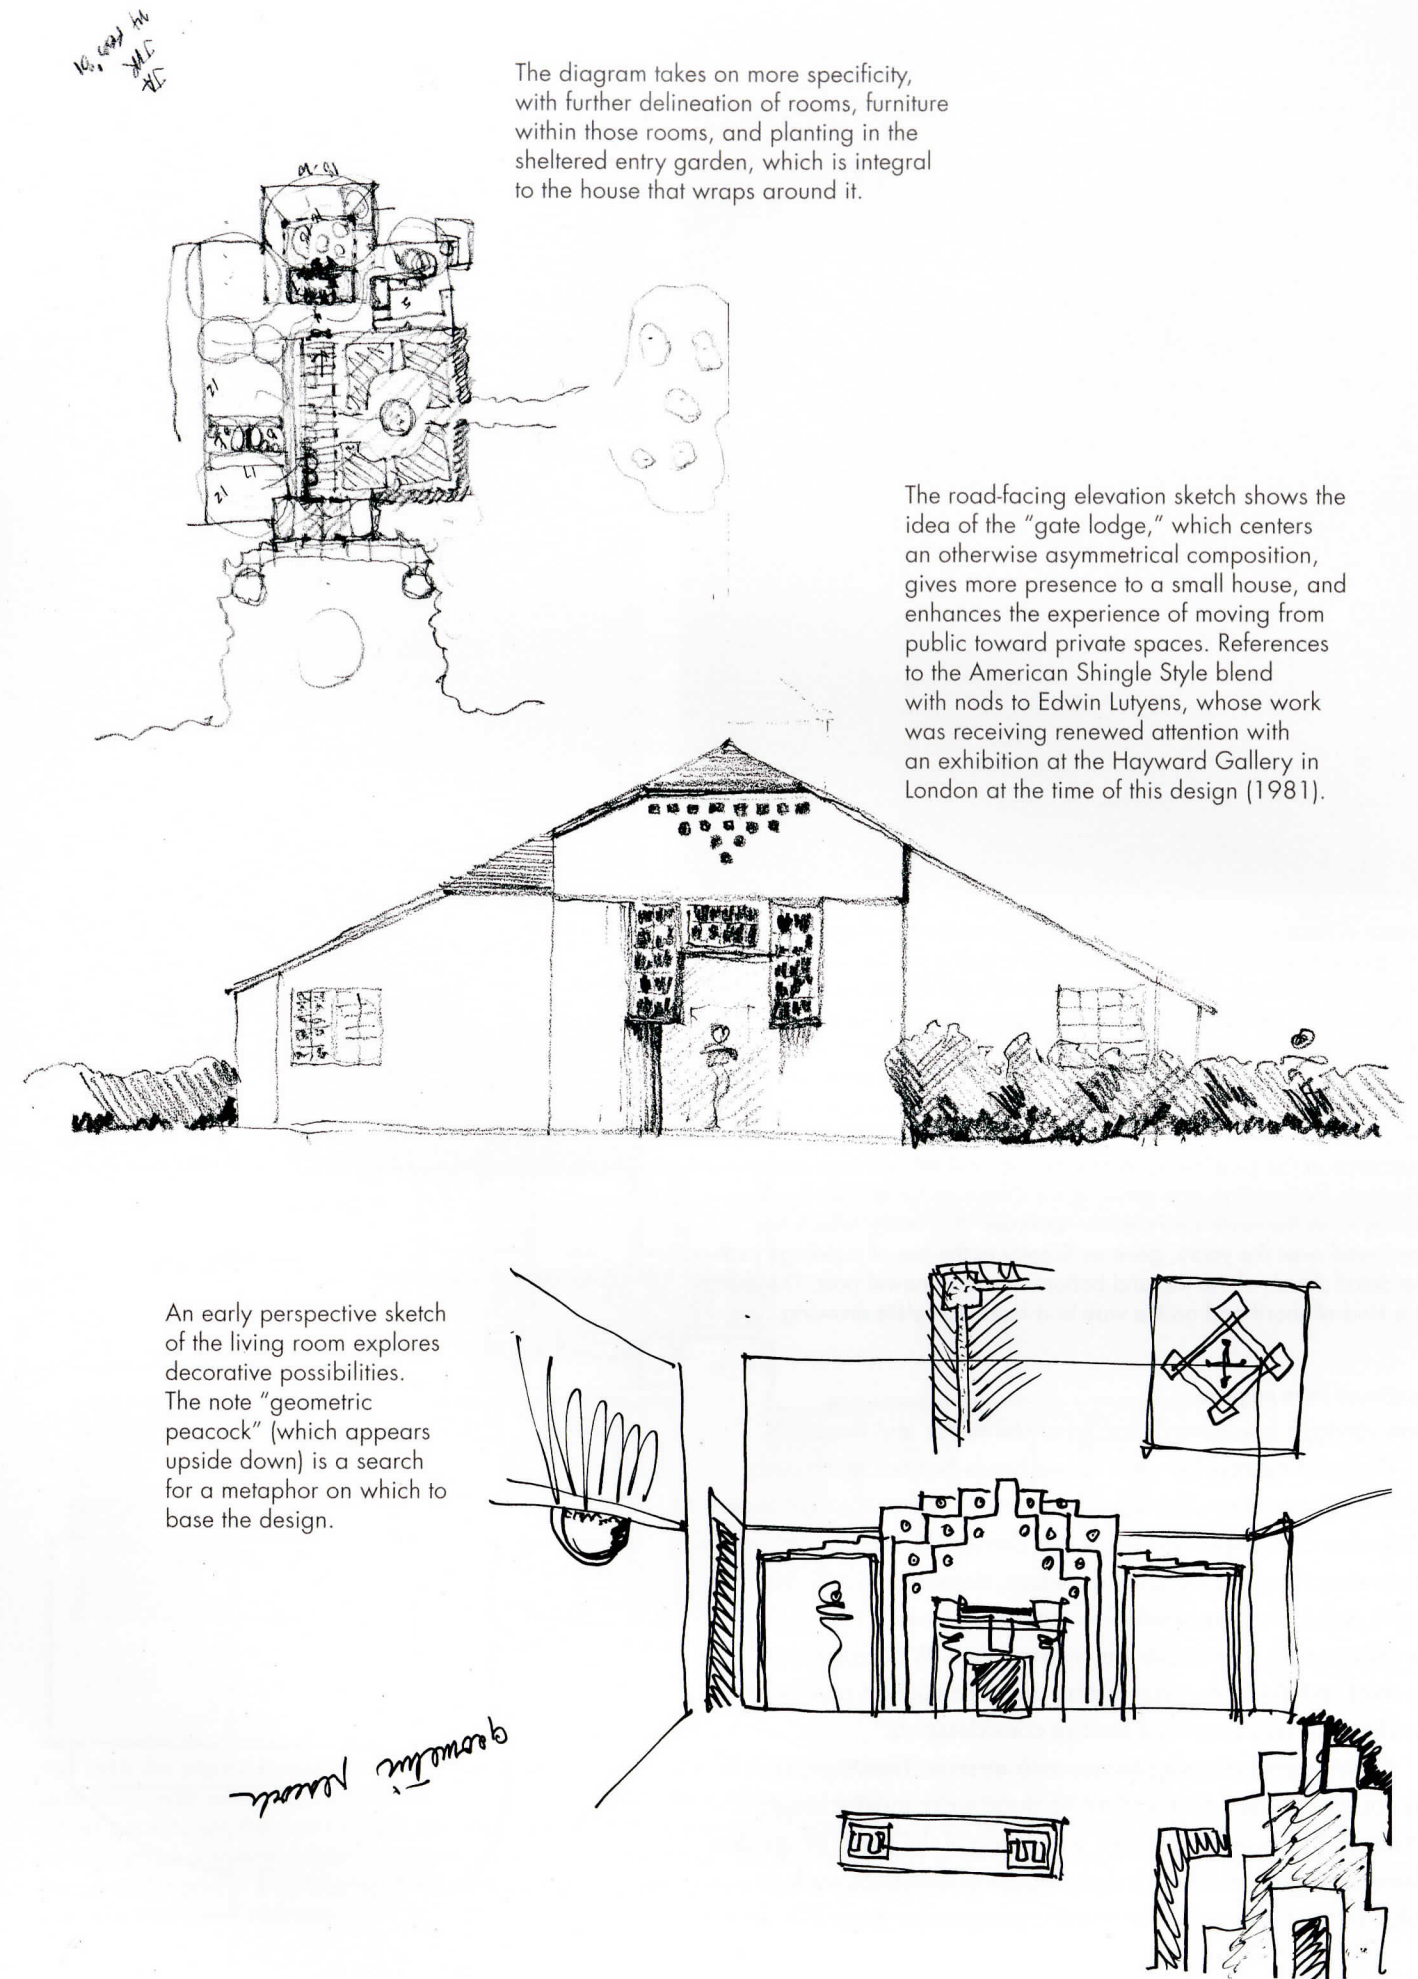 The diagram takes on more specificity,
with further delineation of rooms, furniture
within those rooms, and planting in the
sheltered entry garden, which is integral
to the house that wraps around it.
The road-facing elevation sketch shows the
idea of the “gate lodge,” which centers
an otherwise asymmetrical composition,
gives more presence to a small house, and
enhances the experience of moving from
public toward private spaces. References
to the American Shingle Style blend
with nods to Edwin Lutyens, whose work
was receiving renewed attention with
an exhibition at the Hayward Gallery in
London at the time of this design (1981).
An early perspective sketch
of the living room explores
decorative possibilities.
The note “geometric
peacock” (which appears
upside down) is a search
for a metaphor on which to
base the design.
geometric peacock